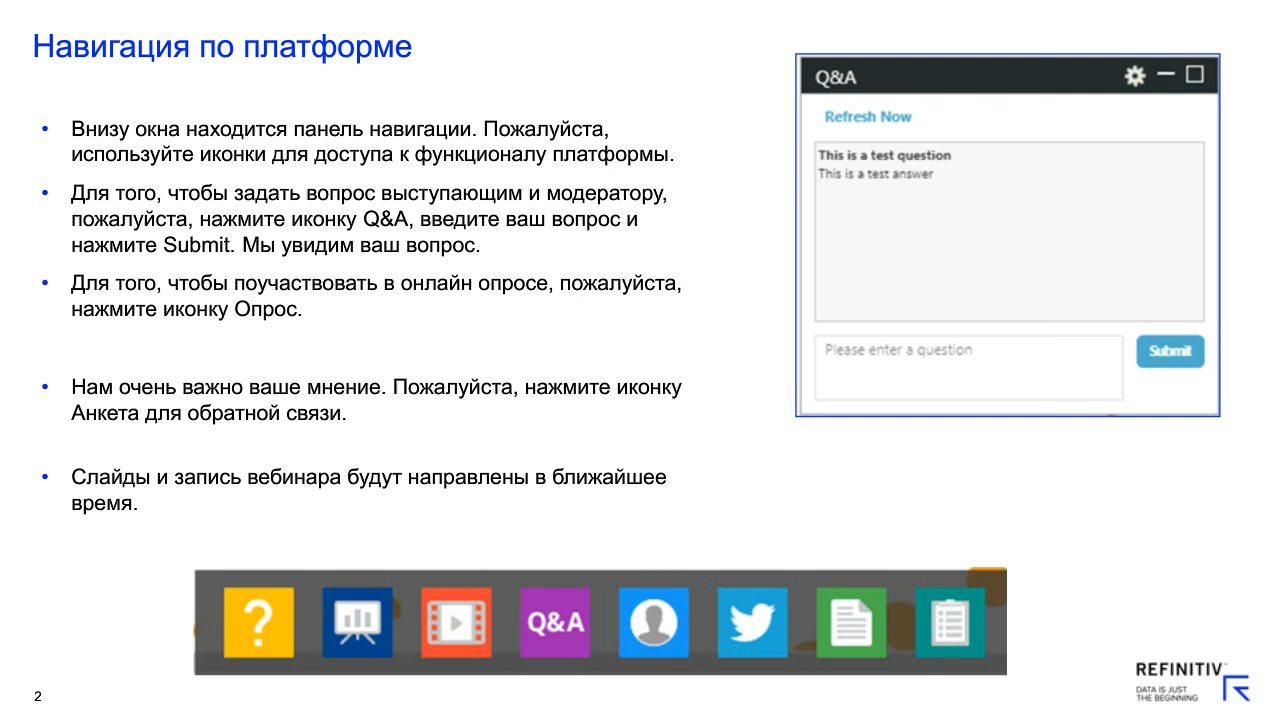 Навигация по платформе
• Внизу окна находится панель навигации. Пожалуйста,
используйте иконки для доступа к функционалу платформы.
• Для того, чтобы задать вопрос выступающим и модератору,
пожалуйста, нажмите иконку Q&A, введите ваш вопрос и
нажмите Submit. Мы увидим ваш вопрос.
• Для того, чтобы поучаствовать в онлайн опросе, пожалуйста,
нажмите иконку Опрос.
• Нам очень важно ваше мнение. Пожалуйста, нажмите иконку
Анкета для обратной связи.
• Слайды и запись вебинара будут направлены в ближайшее
время.
Q&A
Refresh Now
This is a test question
This is a test answer
Please enter a question
Submit
?
Q&A
2
REFINITIV
DATA IS JUST
THE BEGINNING